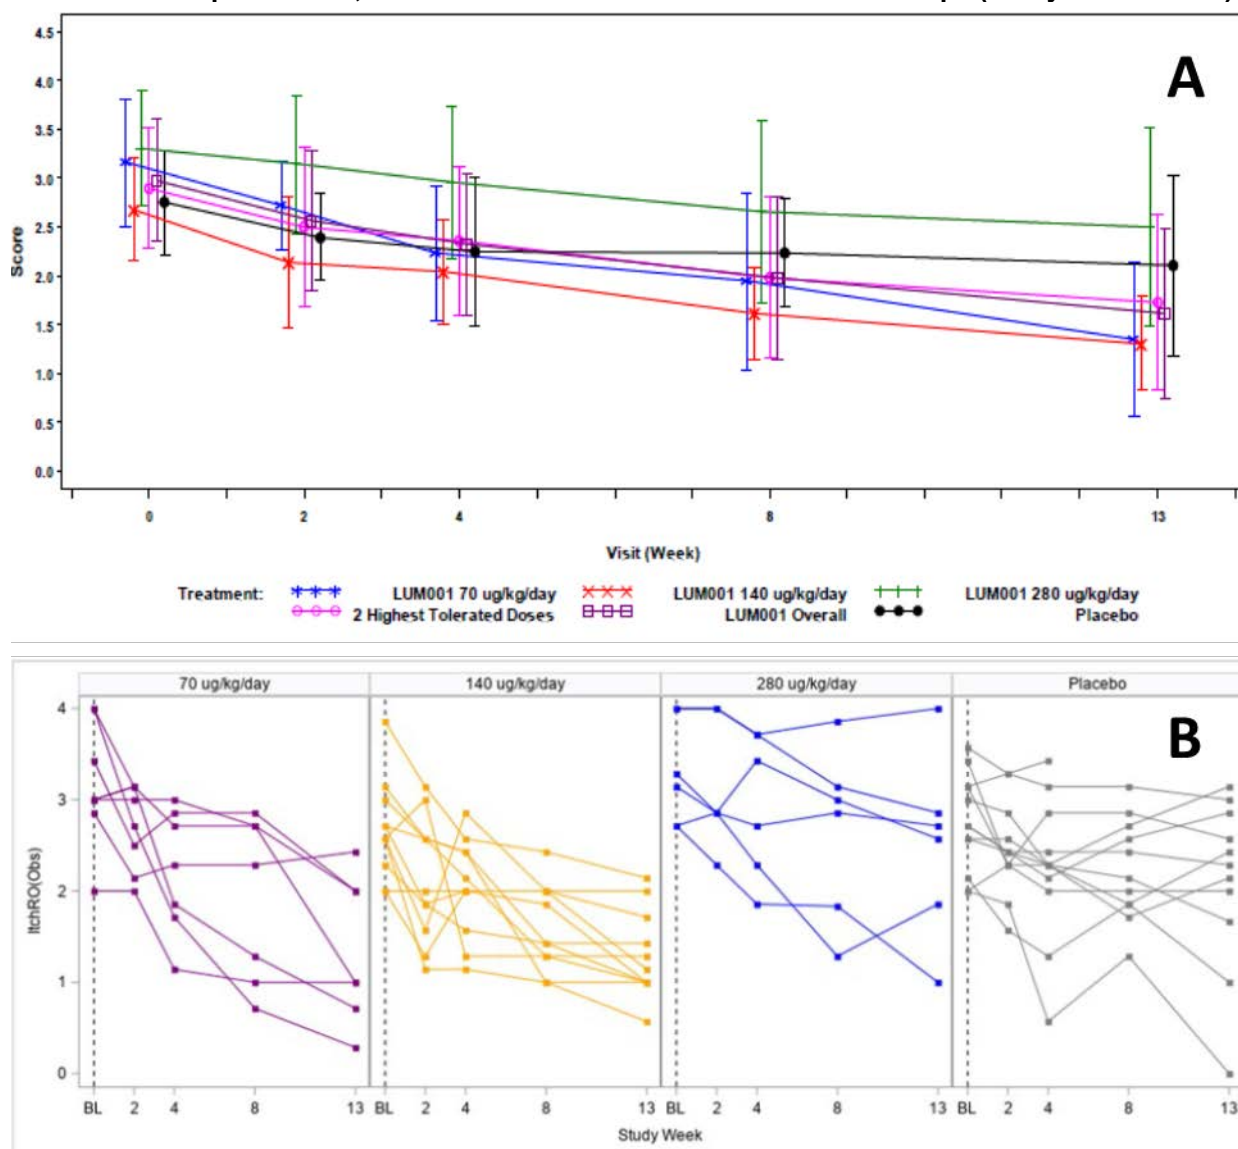 A
4.5
4.0
3.5
3.0
2.5
2.0
1.5
1.0
0.5
0.0
Score
0 2 4 8 13
Visit (Week)
Treatment: LUM001 70 ug/kg/day LUM001 140 ug/kg/day LUM001 280 ug/kg/day
2 Highest Tolerated Doses LUM001 Overall Placebo
70 ug/kg/day 140 ug/kg/day 280 ug/kg/day Placebo
B
4
3
2
1
0
ItchRO(Obs)
BL 2 4 8 13 BL 2 4 8 13 BL 2 4 8 13 BL 2 4 8 13
Study Week